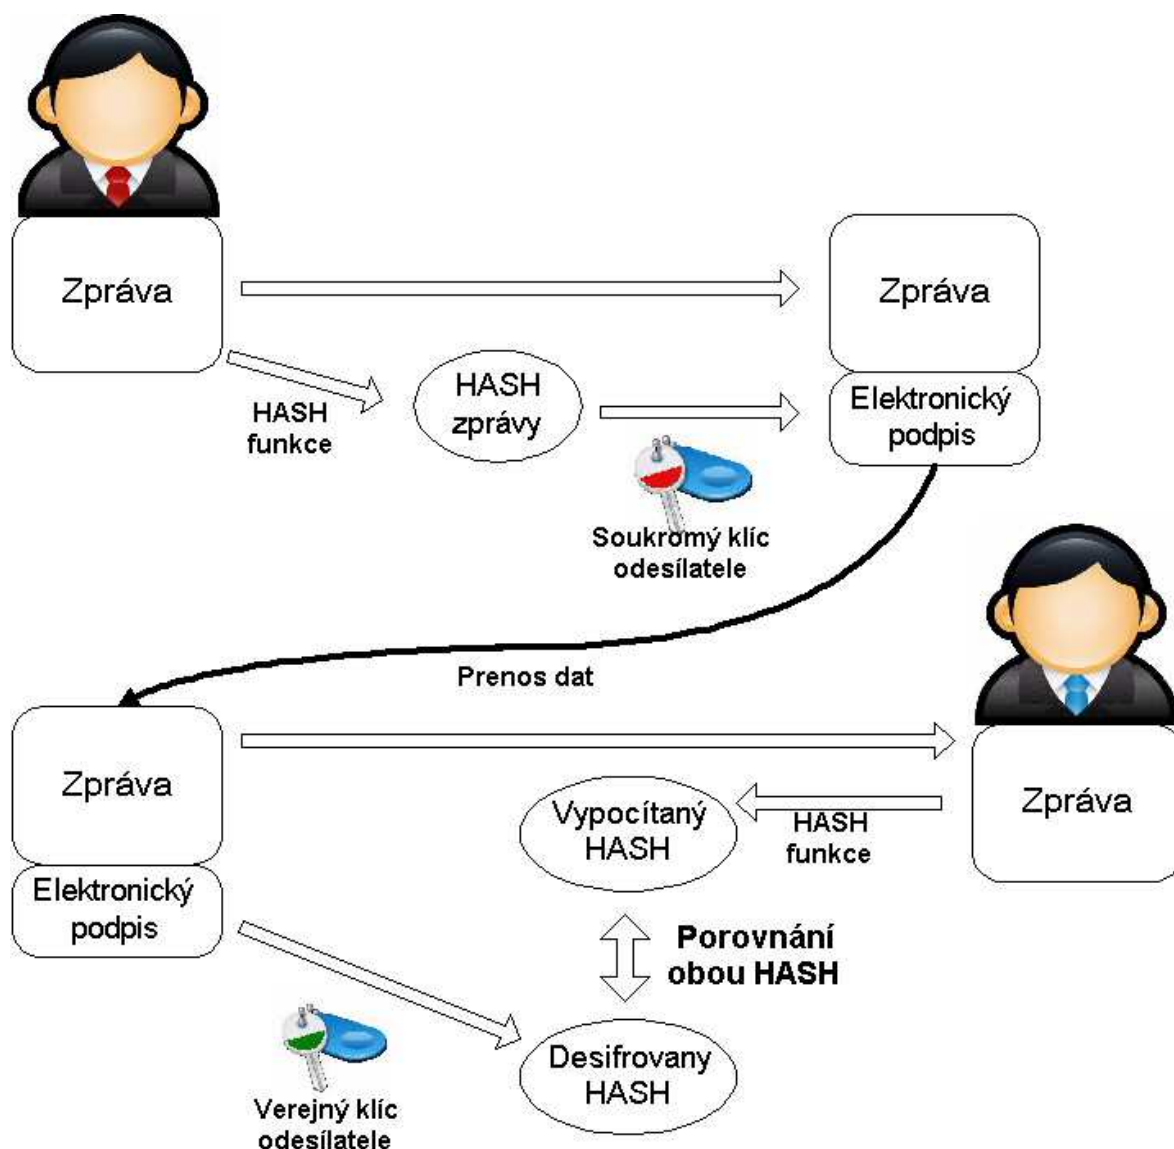 Zpráva
Zpráva
HASH
funkce
HASH
zprávy
Elektronický
podpis
Soukromý klíc
odesílatele
Prenos dat
Zpráva
Zpráva
Vypocítaný
HASH
HASH
funkce
Elektronický
podpis
Porovnání
obou HASH
Desifrovany
HASH
Verejný klíc
odesílatele